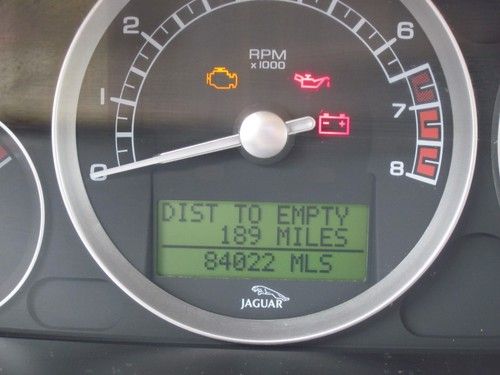 2
6
RPM
x1000
1
7
0
8
DIST TO EMPTY
189 MILES
84022 MLS
JAGUAR